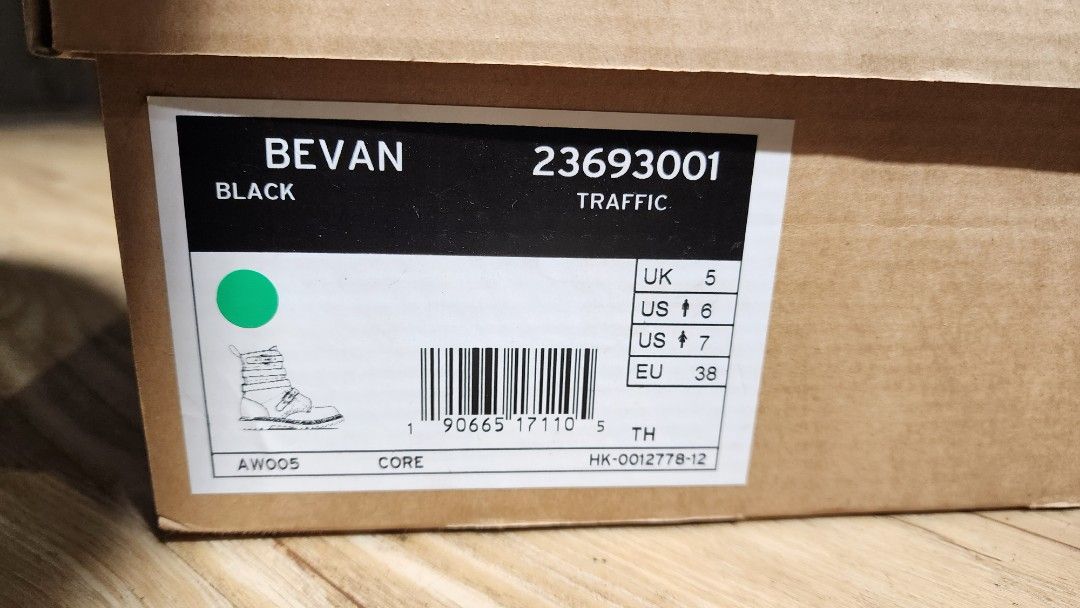 BEVAN 23693001
BLACK TRAFFIC
UK 5
US 6
US 7
EU 38
1 90665 17110 5
TH
AW005 CORE HK-0012778-12